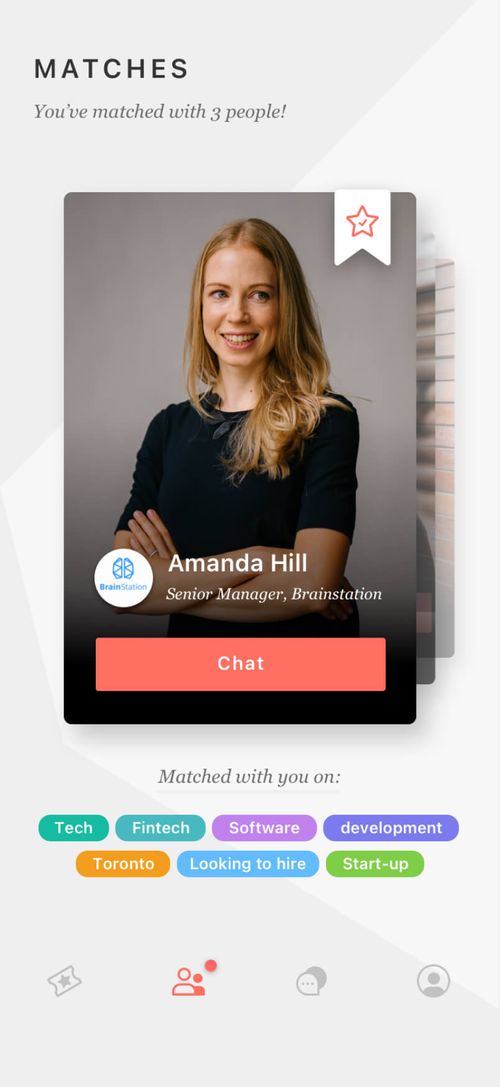 MATCHES
You've matched with 3 people!
Amanda Hill
BrainStation
Senior Manager, Brainstation
Chat
Matched with you on:
Tech Fintech Software development
Toronto Looking to hire Start-up